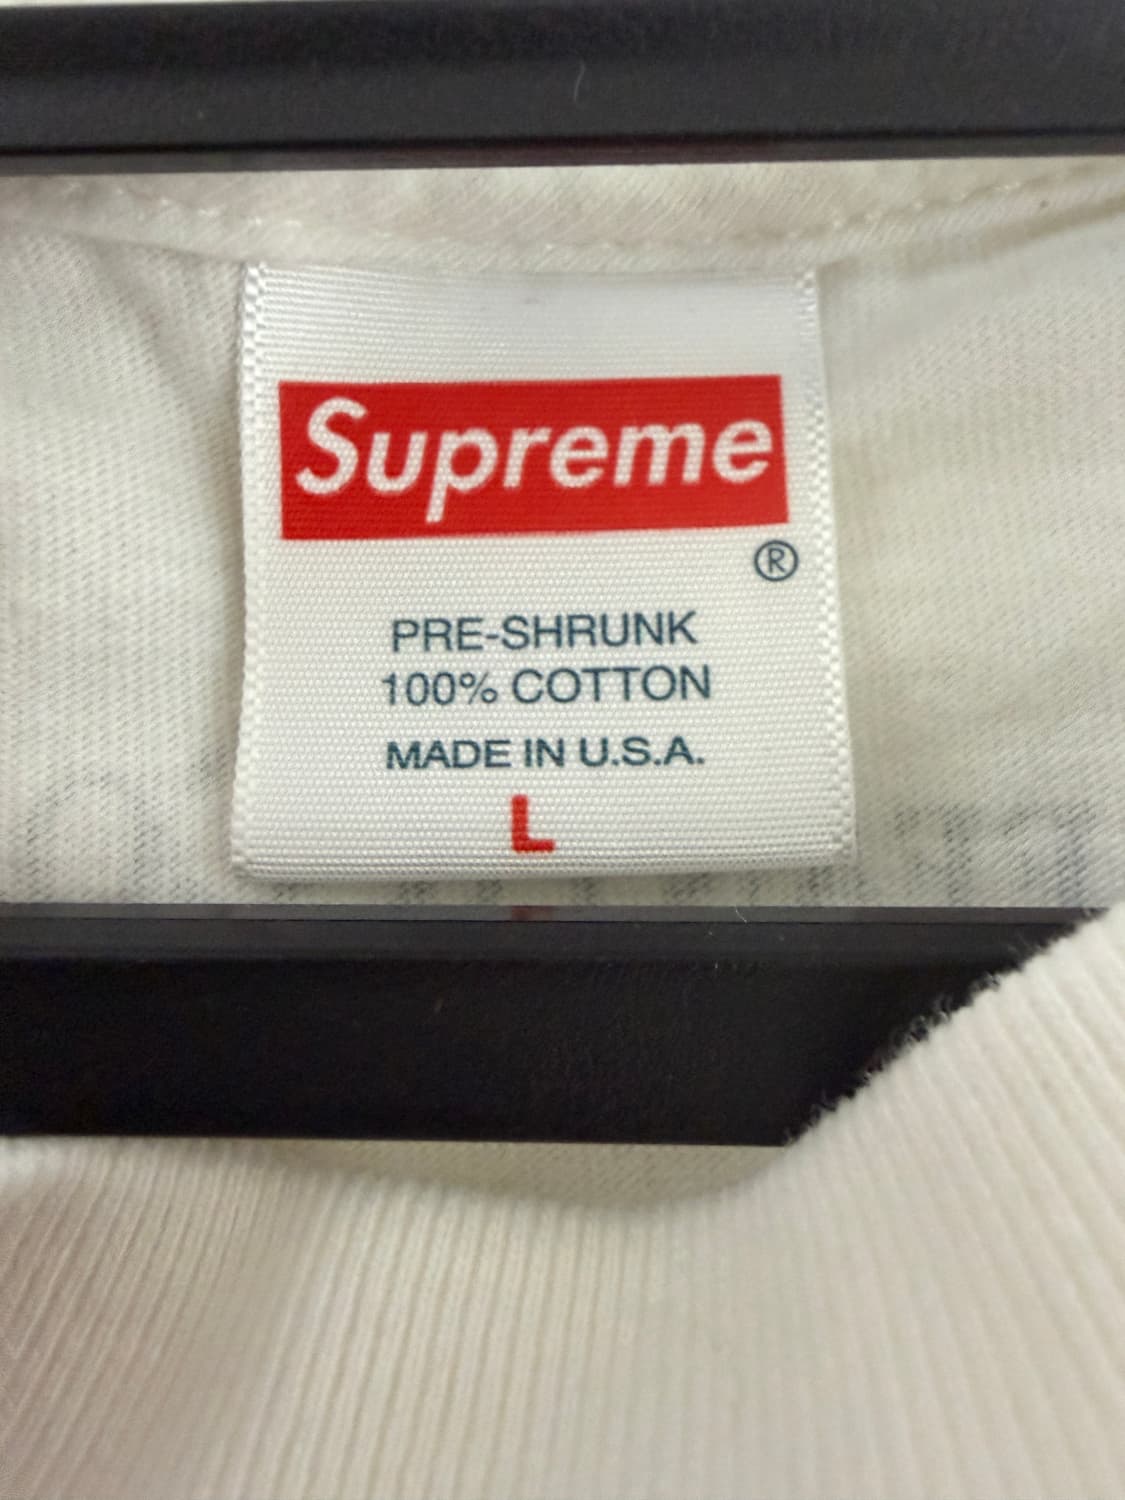 Supreme
®
PRE-SHRUNK
100% COTTON
MADE IN U.S.A.
L